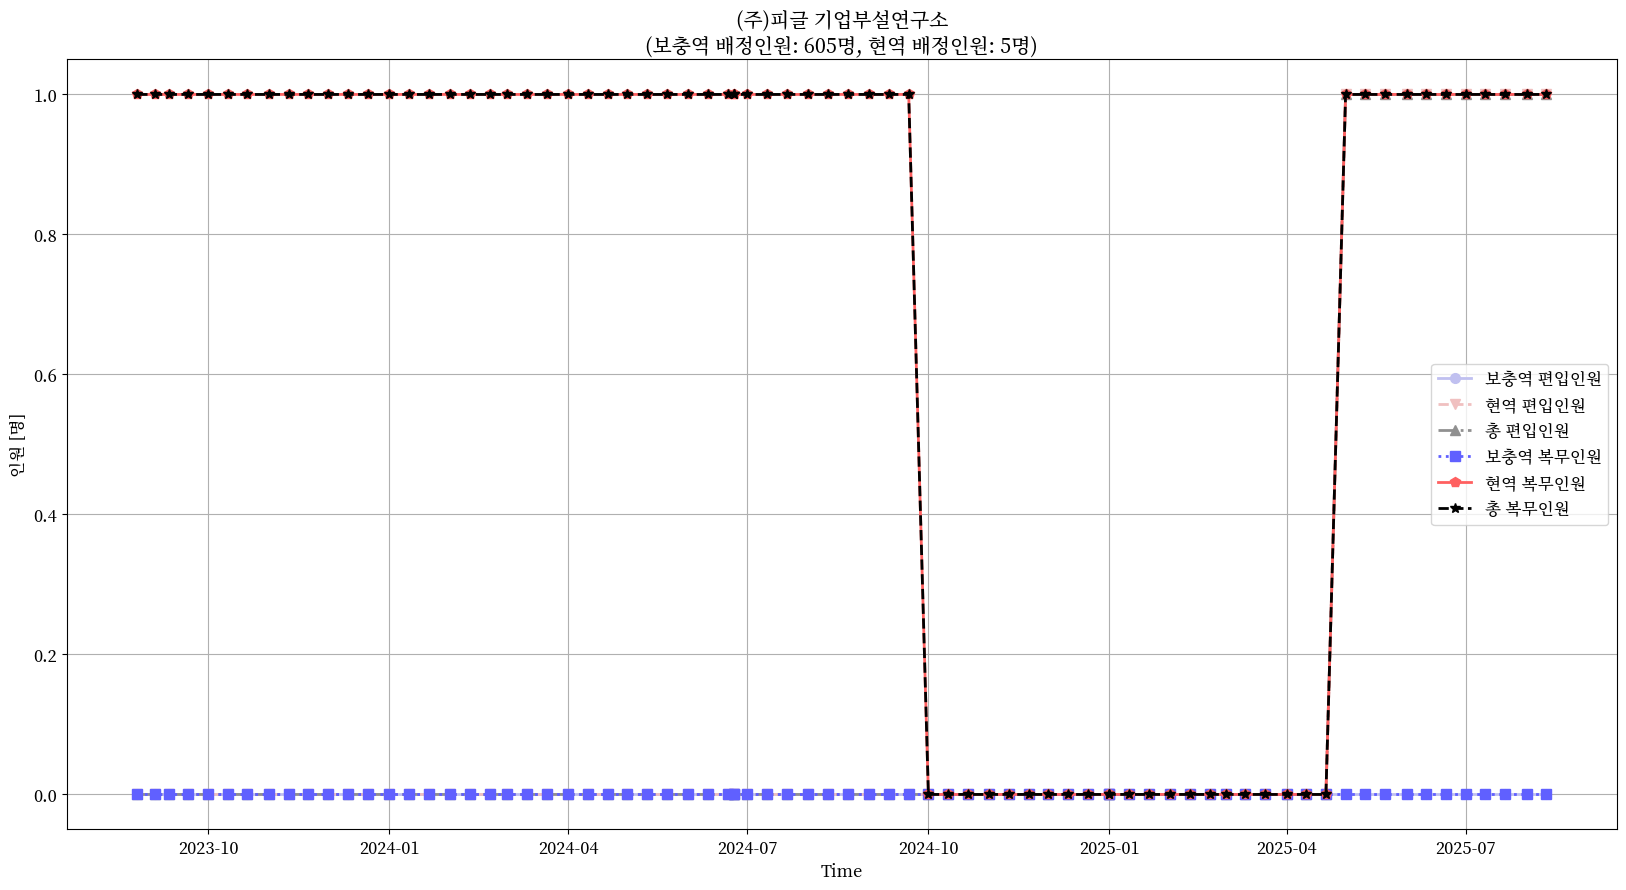 (주)피글 기업부설연구소
(보충역 배정인원: 605명, 현역 배정인원: 5명)
1.0
0.8
0.6
0.4
0.2
0.0
인원 [명]
보충역 편입인원
현역 편입인원
총 편입인원
보충역 복무인원
현역 복무인원
총 복무인원
2023-10
2024-01
2024-04
2024-07
2024-10
2025-01
2025-04
2025-07
Time